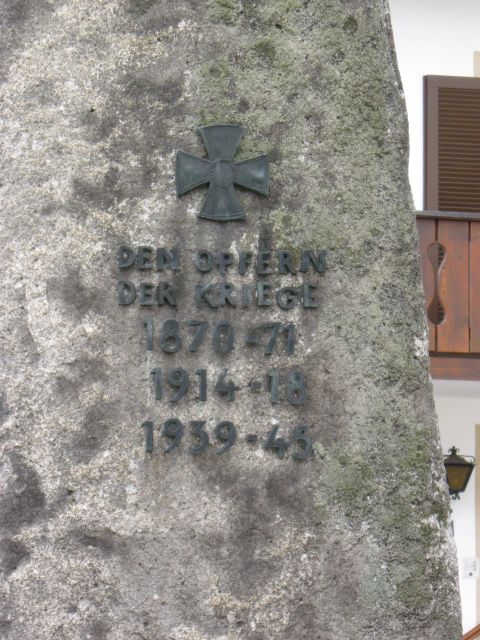 DEN OPFERN
DER KRIEGE
1870-71
1914-18
1939-45